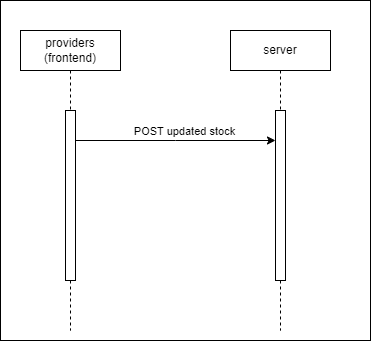 providers
(frontend)
server
POST updated stock